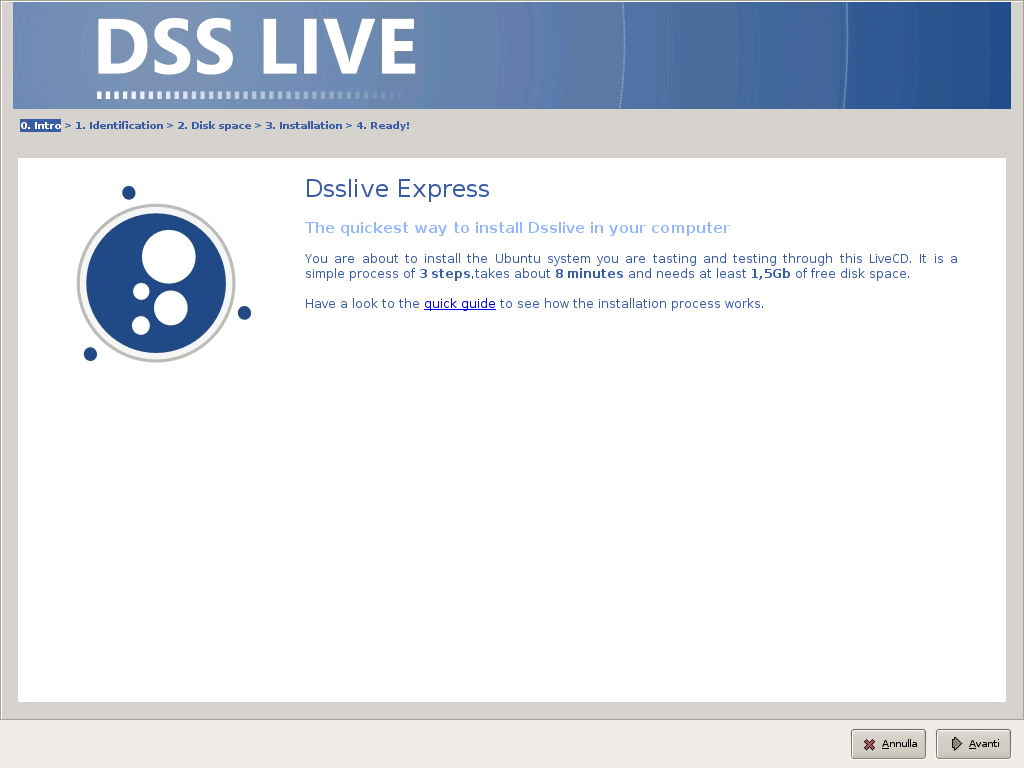 DSS LIVE
0. Intro > 1. Identification > 2. Disk space > 3. Installation > 4. Ready!
Dsslive Express
The quickest way to install Dsslive in your computer
You are about to install the Ubuntu system you are tasting and testing through this LiveCD. It is a
simple process of 3 steps,takes about 8 minutes and needs at least 1,5Gb of free disk space.
Have a look to the quick guide to see how the installation process works.
Annulla
Avanti